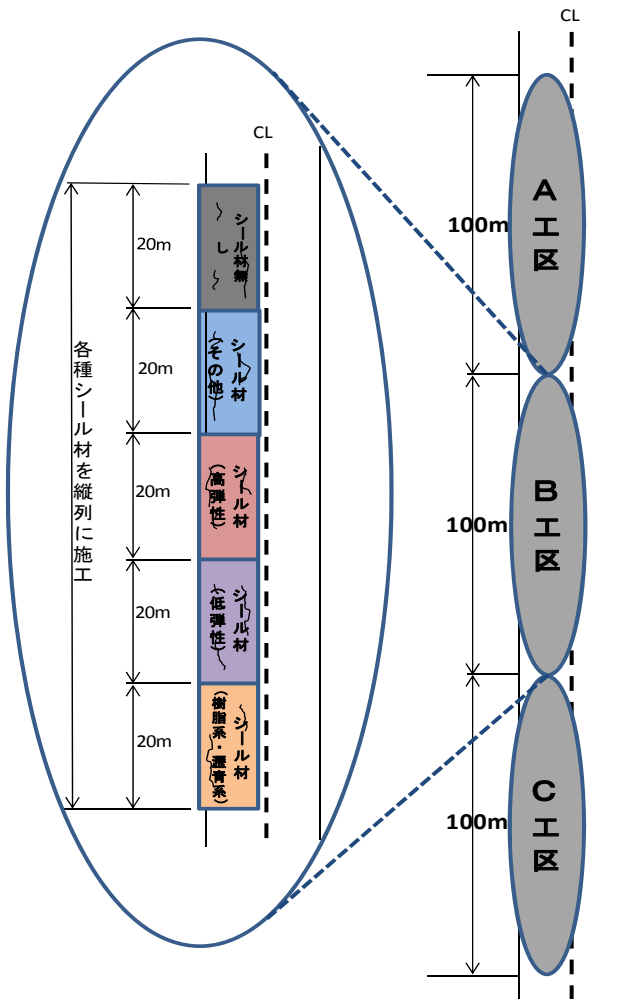 CL
CL
A工区
100m
B工区
100m
C工区
100m
各種シール材を縦列に施工
20m
シール材無
し
20m
シール材
(その他)
20m
シール材
(高弾性)
20m
シール材
(低弾性)
20m
シール材
(樹脂系・瀝青系)